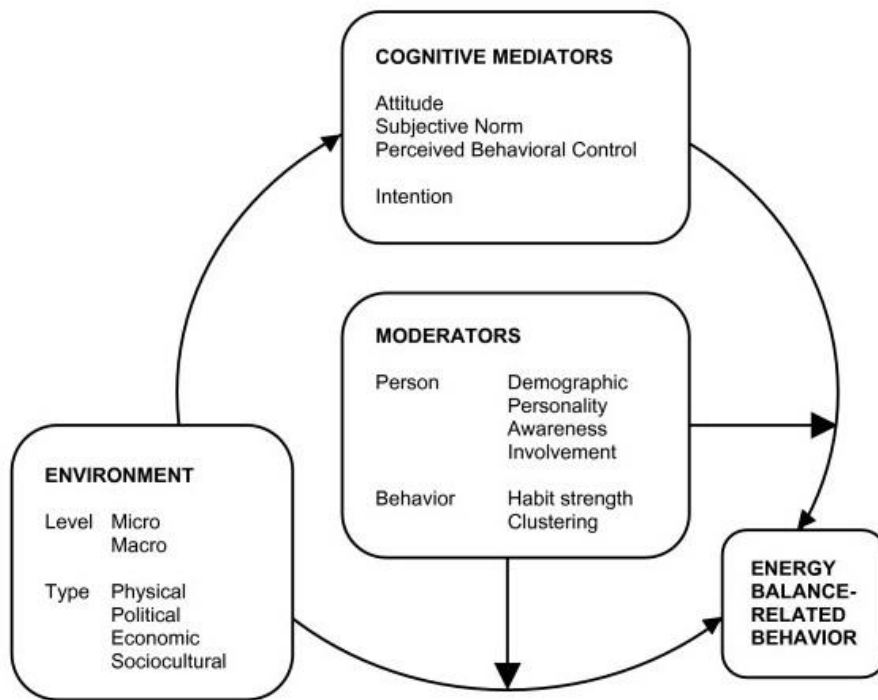 COGNITIVE MEDIATORS
Attitude
Subjective Norm
Perceived Behavioral Control
Intention
MODERATORS
Person Demographic
Personality
Awareness
Involvement
Behavior Habit strength
Clustering
ENVIRONMENT
Level Micro
Macro
Type Physical
Political
Economic
Sociocultural
ENERGY
BALANCE-
RELATED
BEHAVIOR